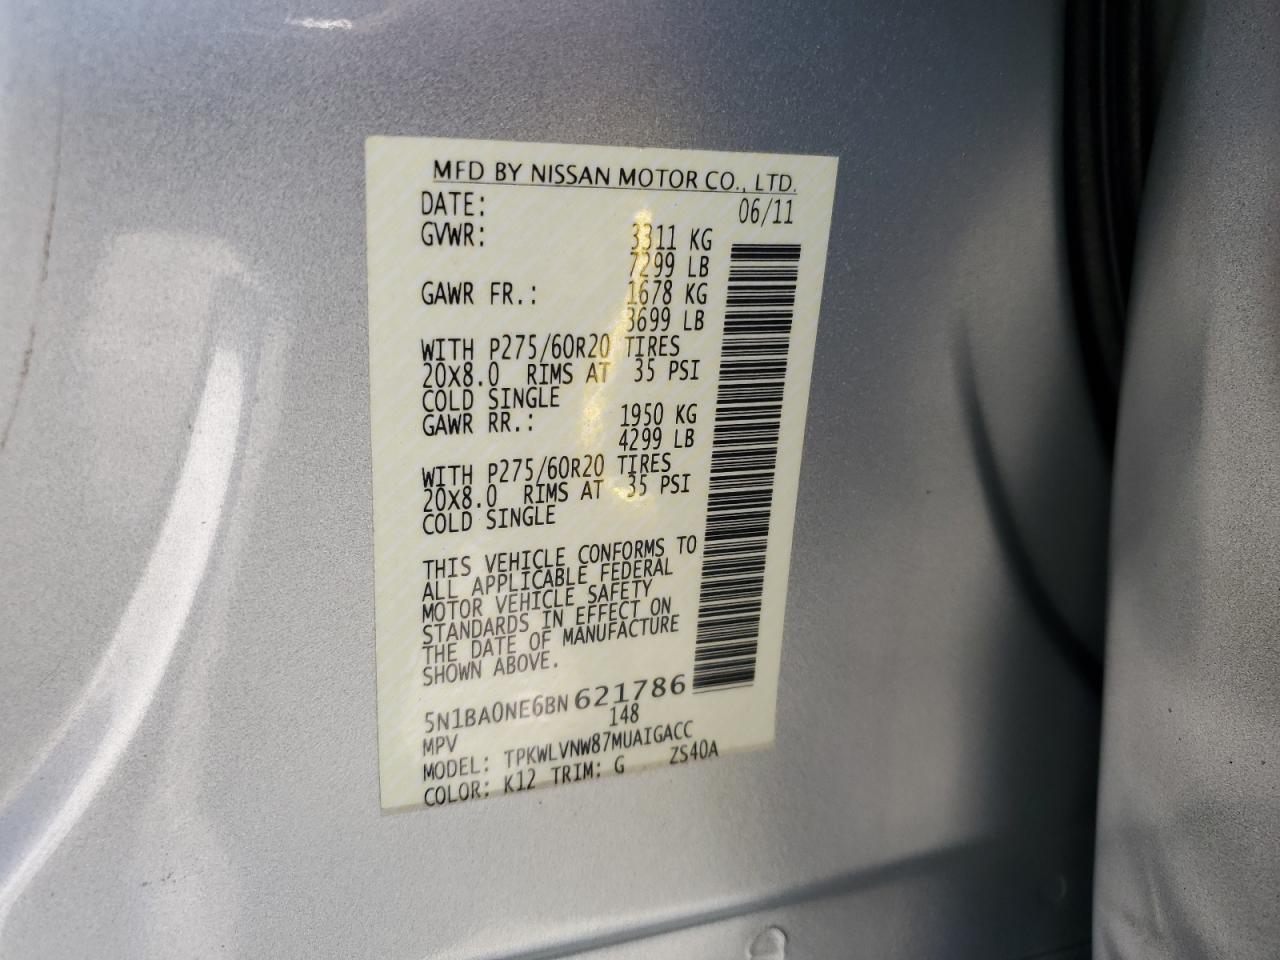 MFD BY NISSAN MOTOR CO., LTD.
DATE: 06/11
GVWR: 3311 KG
7299 LB
GAWR FR.: 1678 KG
3699 LB
WITH P275/60R20 TIRES
20X8.0 RIMS AT 35 PSI
COLD SINGLE
GAWR RR.: 1950 KG
4299 LB
WITH P275/60R20 TIRES
20X8.0 RIMS AT 35 PSI
COLD SINGLE
THIS VEHICLE CONFORMS TO
ALL APPLICABLE FEDERAL
MOTOR VEHICLE SAFETY
STANDARDS IN EFFECT ON
THE DATE OF MANUFACTURE
SHOWN ABOVE.
5N1BA0NE6BN621786
MPV 148
MODEL: TPKWLVNW87MUAIGACC
COLOR: K12 TRIM: G ZS40A